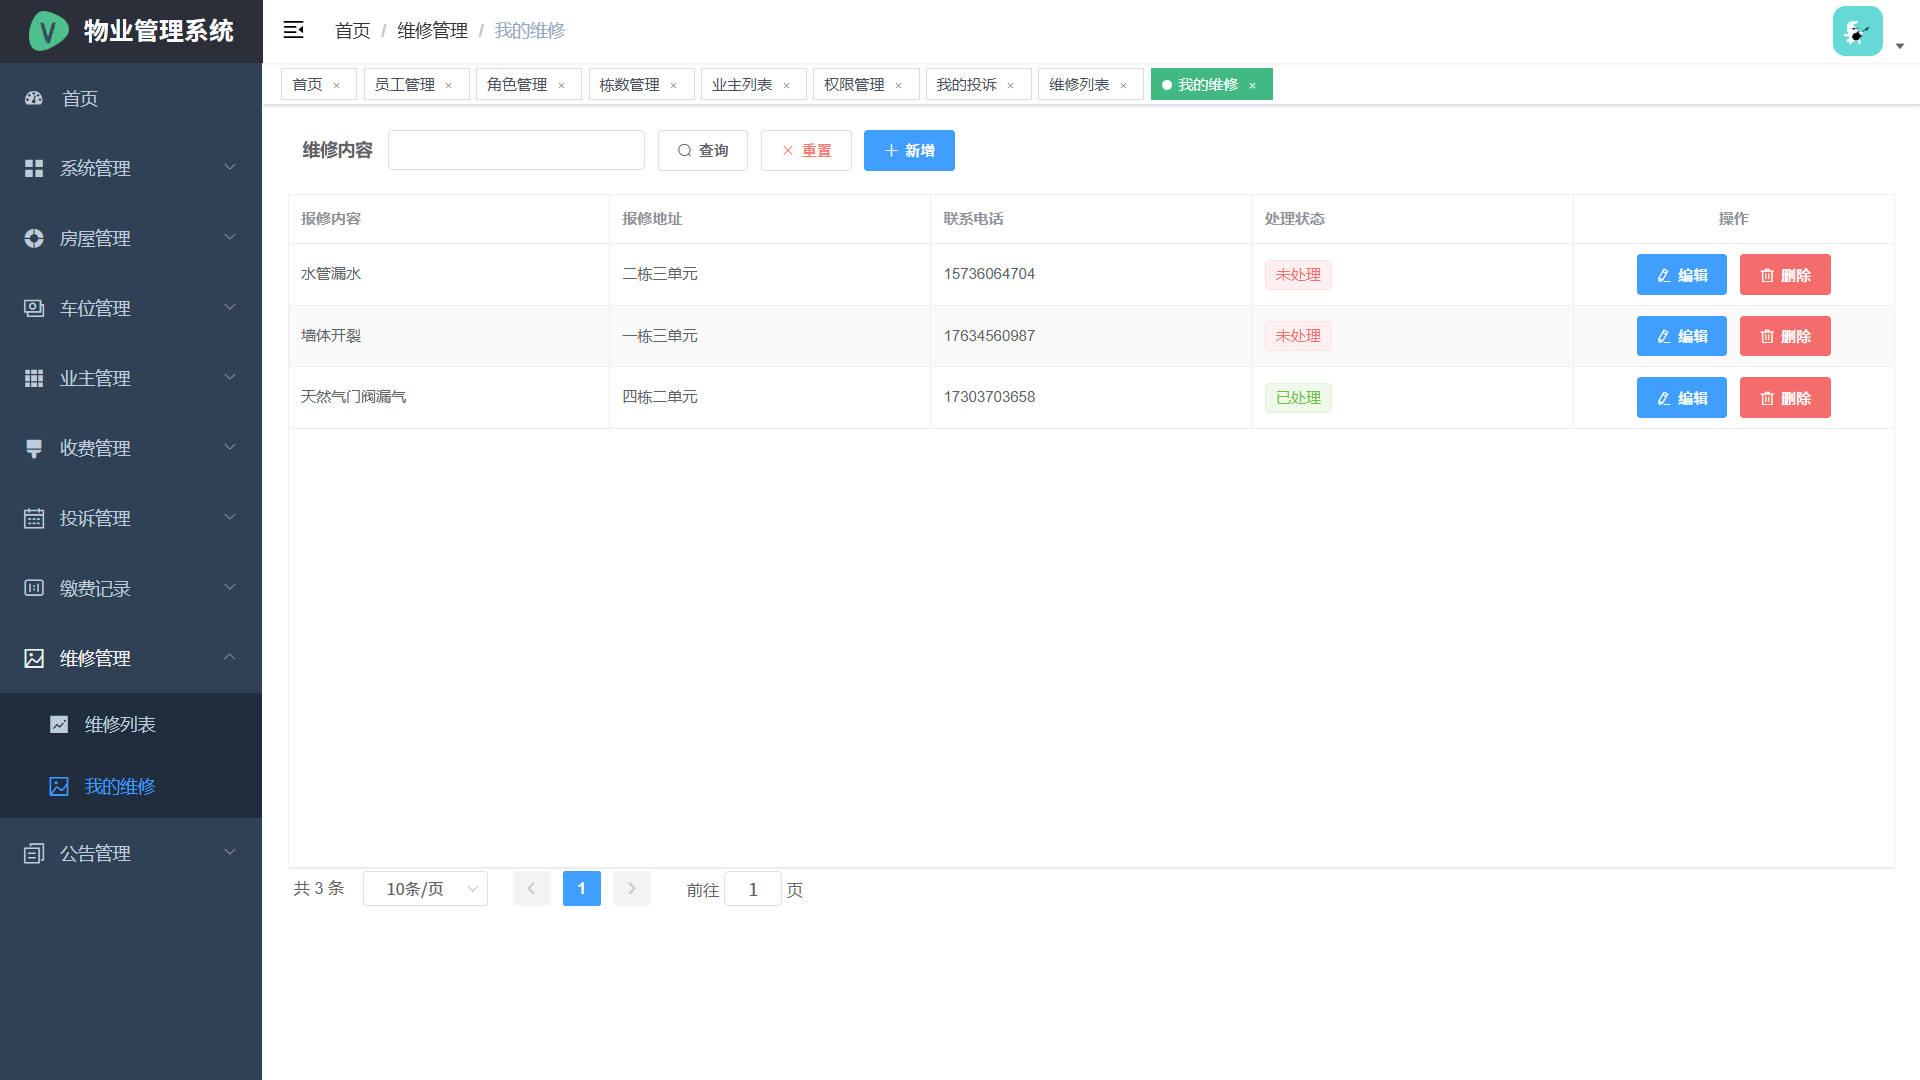 物业管理系统
首页 / 维修管理 / 我的维修
首页 × 员工管理 × 角色管理 × 栋数管理 × 业主列表 × 权限管理 × 我的投诉 × 维修列表 × 我的维修 ×
首页
系统管理
房屋管理
车位管理
业主管理
收费管理
投诉管理
缴费记录
维修管理
维修列表
我的维修
公告管理
维修内容 查询 重置 新增
报修内容 报修地址 联系电话 处理状态 操作
水管漏水 二栋三单元 15736064704 未处理 编辑 删除
墙体开裂 一栋三单元 17634560987 未处理 编辑 删除
天然气门阀漏气 四栋二单元 17303703658 已处理 编辑 删除
共 3 条 10条/页 1 前往 1 页